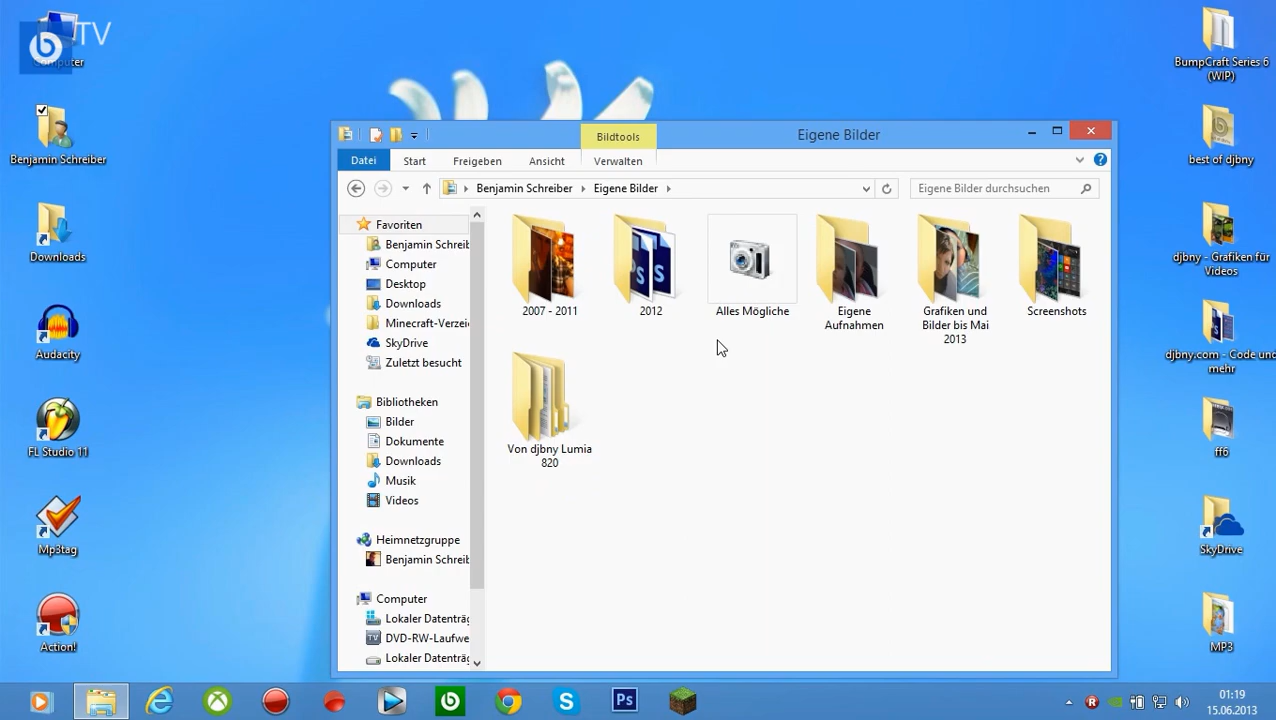 TV
Computer
Benjamin Schreiber
Downloads
Audacity
FL Studio 11
Mp3tag
Action!
Bildtools
Eigene Bilder
Datei
Start
Freigeben
Ansicht
Verwalten
Benjamin Schreiber
Eigene Bilder
Eigene Bilder durchsuchen
Favoriten
Benjamin Schreib
Computer
Desktop
Downloads
Minecraft-Verzei
SkyDrive
Zuletzt besucht
Bibliotheken
Bilder
Dokumente
Downloads
Musik
Videos
Heimnetzgruppe
Benjamin Schreib
Computer
Lokaler Datenträg
DVD-RW-Laufwe
Lokaler Datenträg
2007 - 2011
2012
Alles Mögliche
Eigene
Aufnahmen
Grafiken und
Bilder bis Mai
2013
Screenshots
Von djbny Lumia
820
BumpCraft Series 6
(WIP)
best of djbny
djbny - Grafiken für
Videos
djbny.com - Code und
mehr
ff6
SkyDrive
MP3
Ps
01:19
15.06.2013